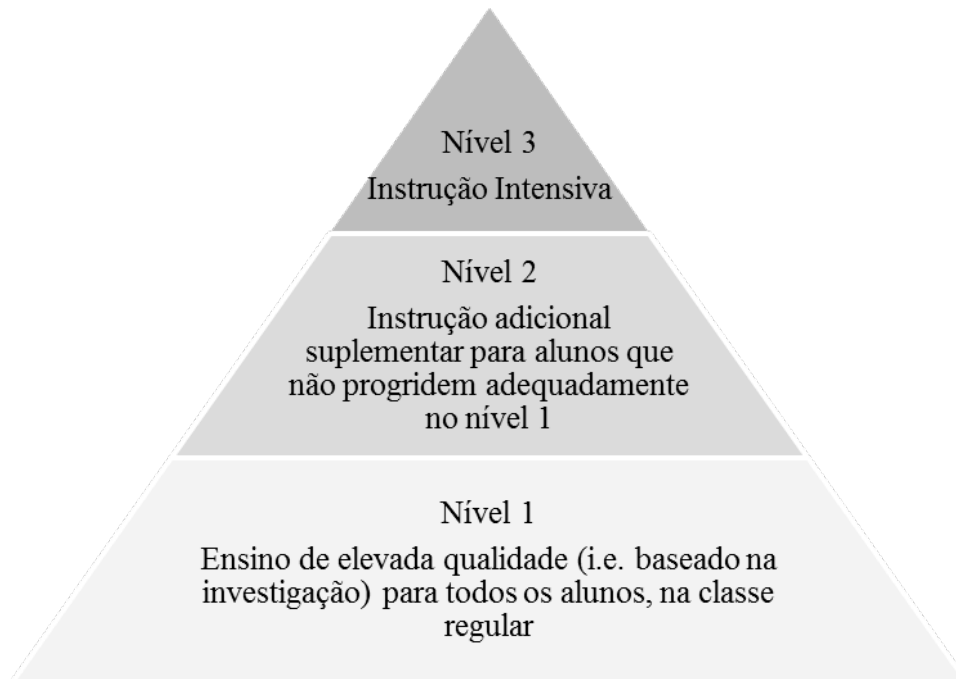 Nível 3
Instrução Intensiva
Nível 2
Instrução adicional
suplementar para alunos que
não progridem adequadamente
no nível 1
Nível 1
Ensino de elevada qualidade (i.e. baseado na
investigação) para todos os alunos, na classe
regular